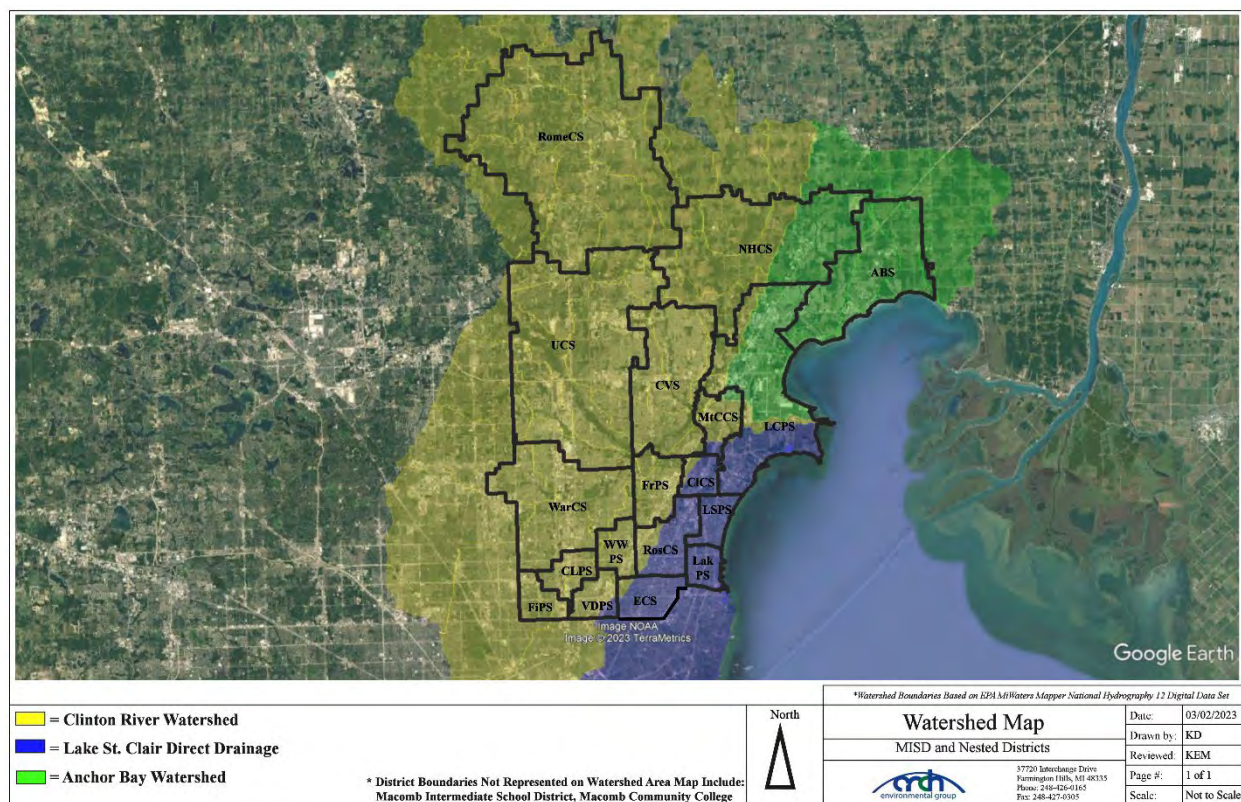 RomeCS
NHCS
ABS
UCS
CVS
MtCCS
LCPS
FrPS
ClCS
WarCS
LSPS
WW
PS
RosCS
Lak
PS
CLPS
FiPS
VDPS
ECS
Image NOAA
Image © 2023 TerraMetrics
Google Earth
*Watershed Boundaries Based on EPA MiWaters Mapper National Hydrography 12 Digital Data Set
= Clinton River Watershed
= Lake St. Clair Direct Drainage
= Anchor Bay Watershed
* District Boundaries Not Represented on Watershed Area Map Include:
Macomb Intermediate School District, Macomb Community College
North
Watershed Map
MISD and Nested Districts
arch
environmental group
37720 Interchange Drive
Farmington Hills, MI 48335
Phone: 248-426-0165
Fax: 248-427-0305
Date: 03/02/2023
Drawn by: KD
Reviewed: KEM
Page #: 1 of 1
Scale: Not to Scale